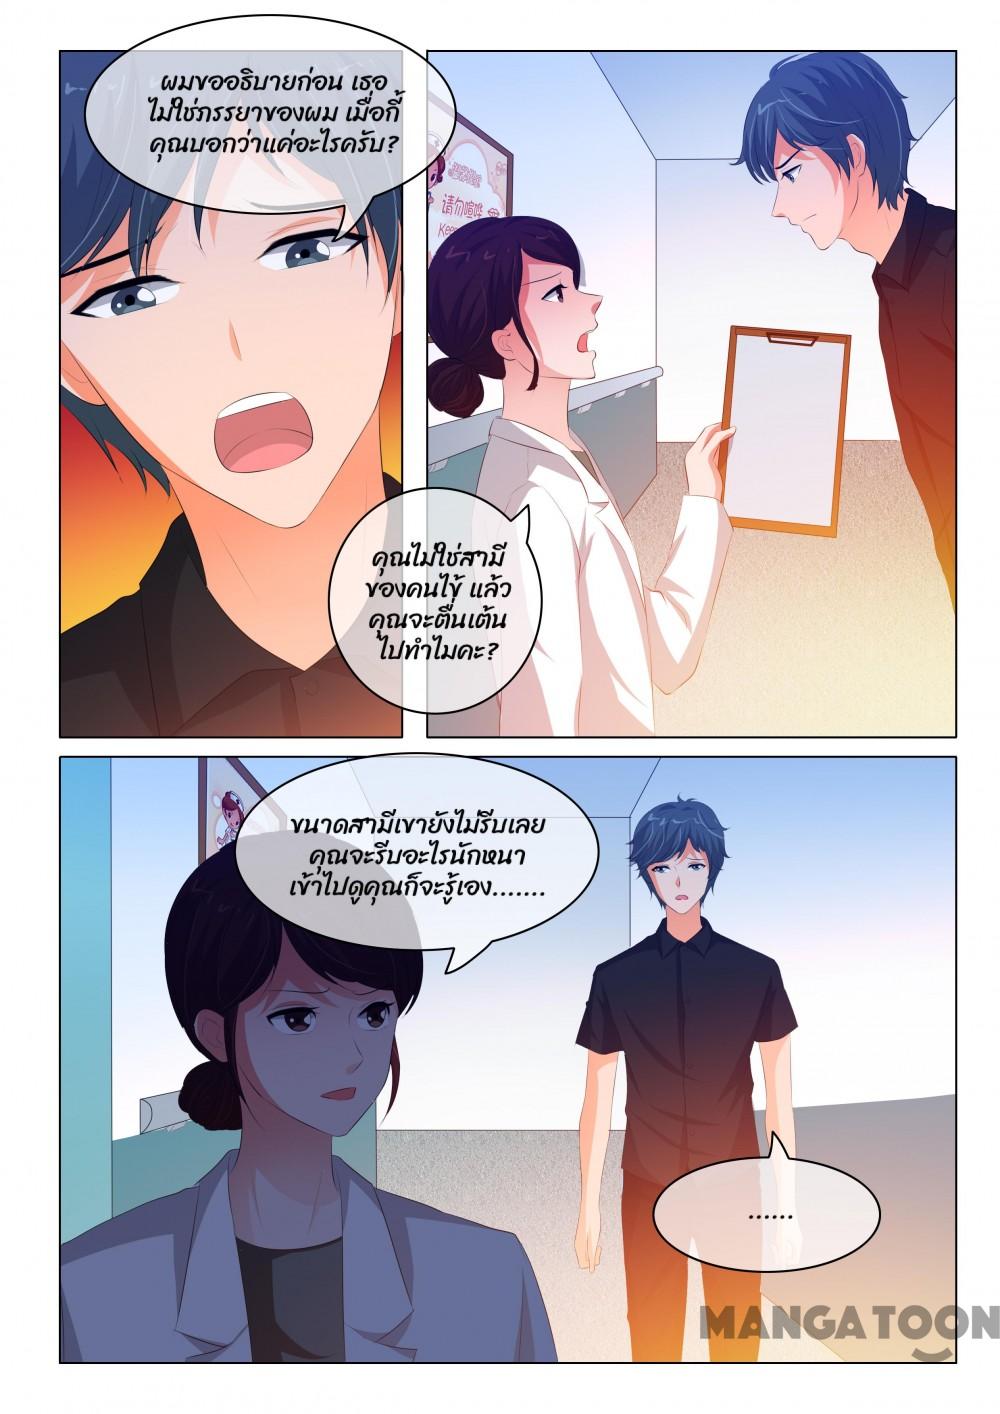 ผมขออธิบายก่อน เธอ
ไม่ใช่ภรรยาของผม เมื่อกี้
คุณบอกว่าแค่อะไรครับ?
请勿喧哗
Keep
คุณไม่ใช่สามี
ของคนไข้ แล้ว
คุณจะตื่นเต้น
ไปทำไมคะ?
ขนาดสามีเขายังไม่รีบเลย
คุณจะรีบอะไรนักหนา
เข้าไปดูคุณก็จะรู้เอง.......
......
MANGATOON